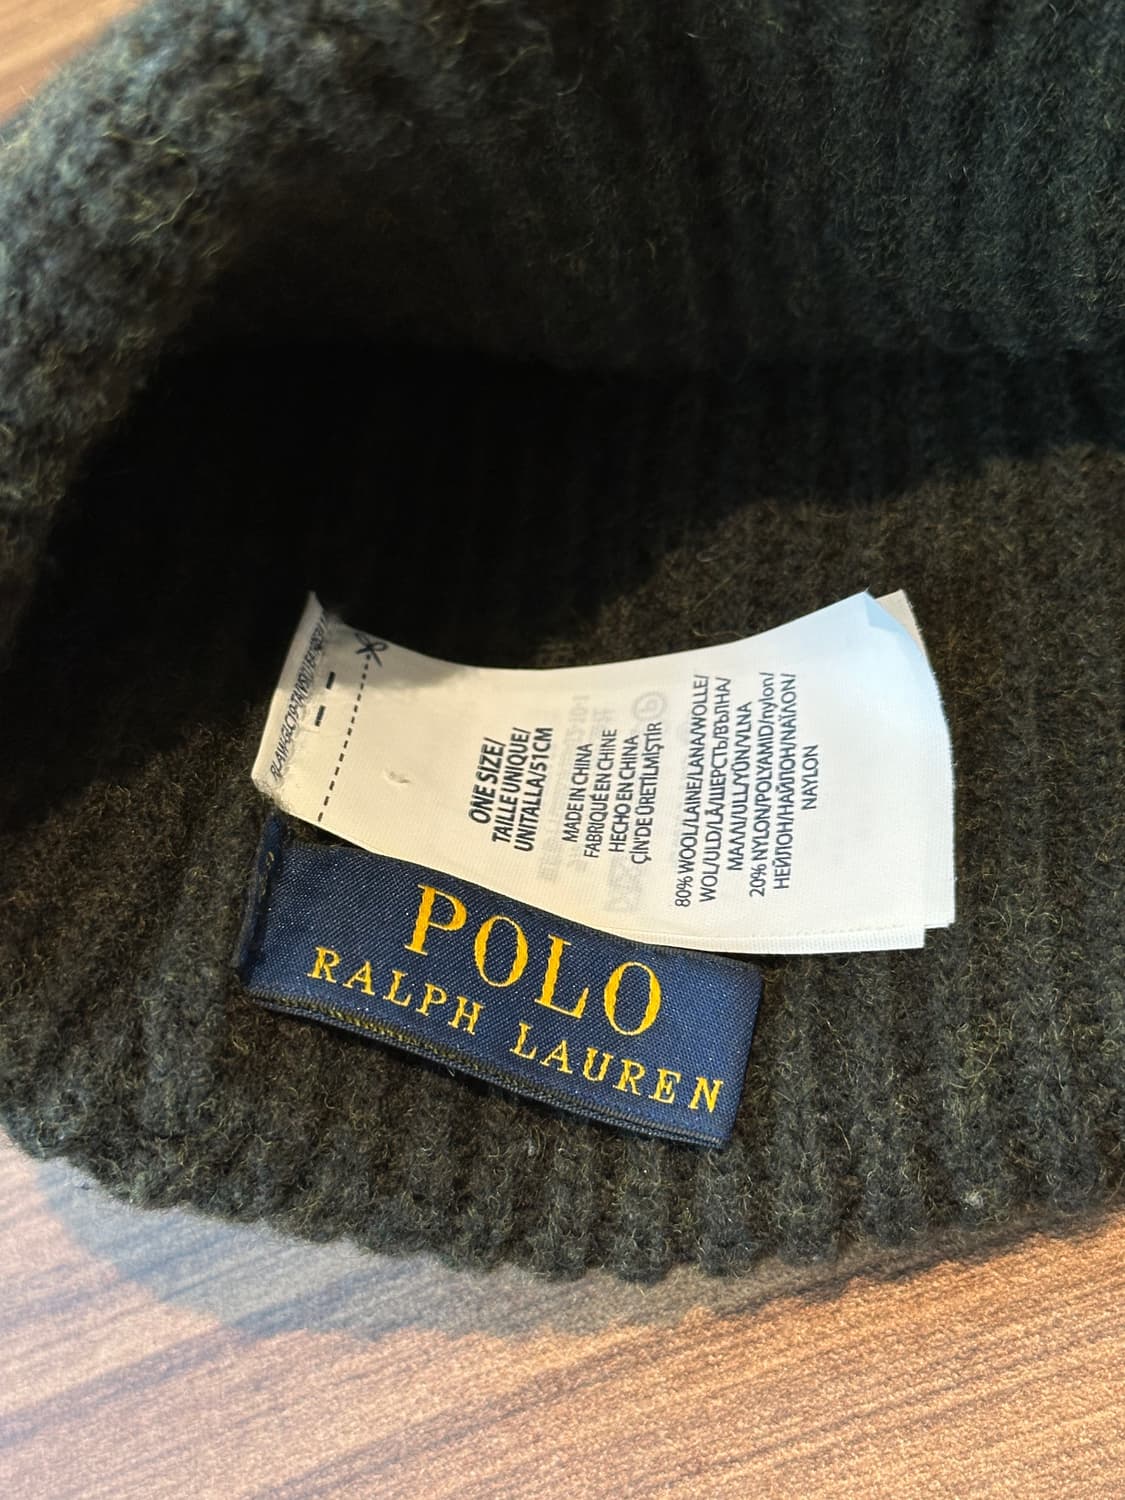 ONE SIZE/
TAILLE UNIQUE/
UNITALLA/51CM
MADE IN CHINA
FABRIQUÉ EN CHINE
HECHO EN CHINA
ÇİN'DE ÜRETİLMİŞTİR
80% WOOL/LAINE/LANA/WOLLE/
WOL/ULD/LÅ/ШЕРСТЬ/ВЪЛНА/
ΜΑΛΛΙ/ULL/YÜN/VLNA
20% NYLON/POLYAMID/nylon/
НЕЙЛОН/НАЙЛОН/ΝΑΪΛΟΝ/
NAYLON
POLO
RALPH LAUREN